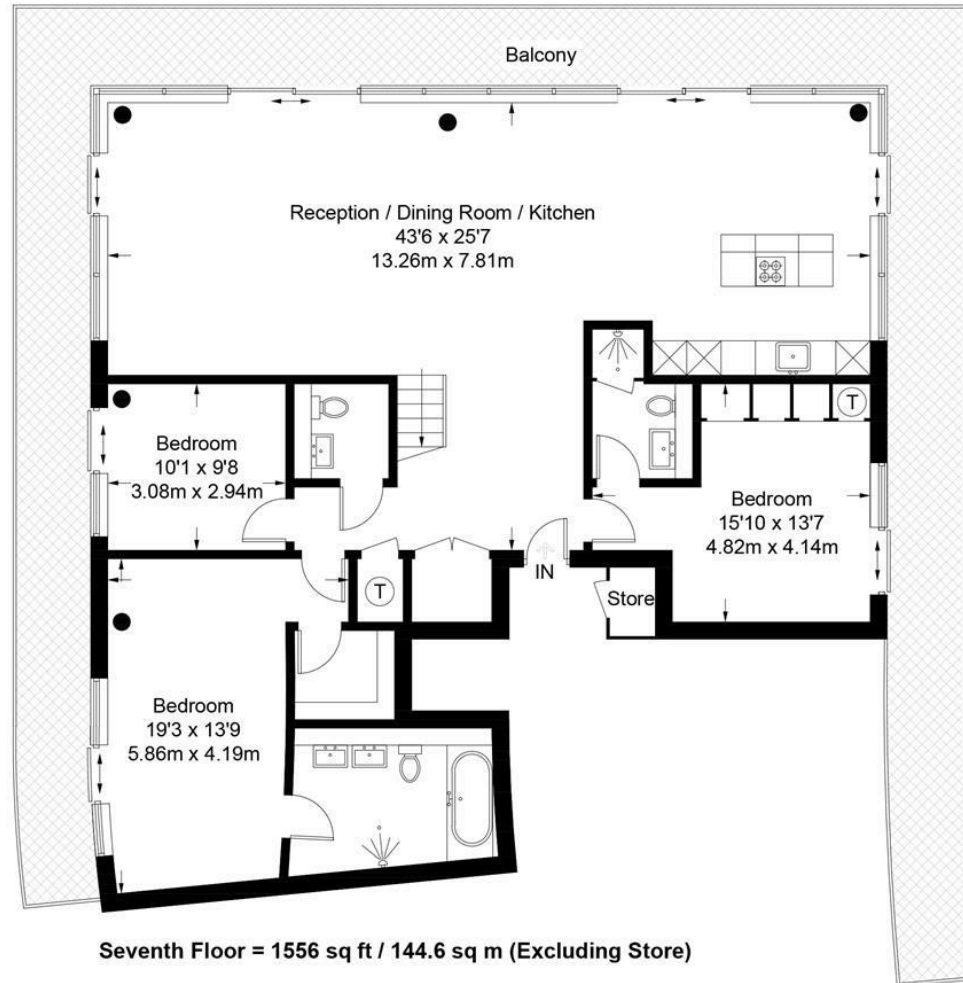 Balcony
Reception / Dining Room / Kitchen
43'6 x 25'7
13.26m x 7.81m
Bedroom
10'1 x 9'8
3.08m x 2.94m
T
Bedroom
15'10 x 13'7
4.82m x 4.14m
IN
T
Store
Bedroom
19'3 x 13'9
5.86m x 4.19m
Seventh Floor = 1556 sq ft / 144.6 sq m (Excluding Store)